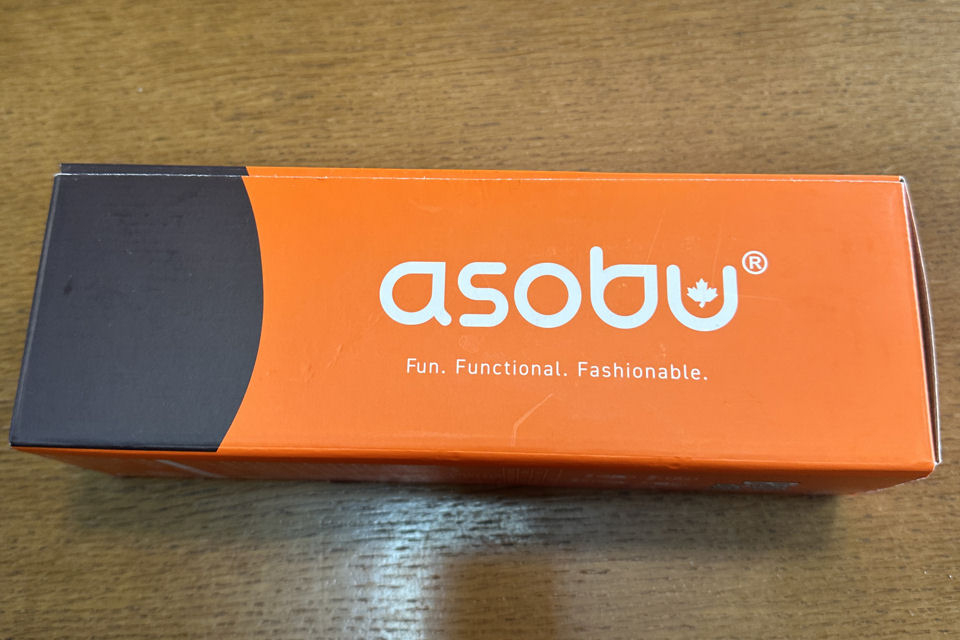 asobu®
Fun. Functional. Fashionable.